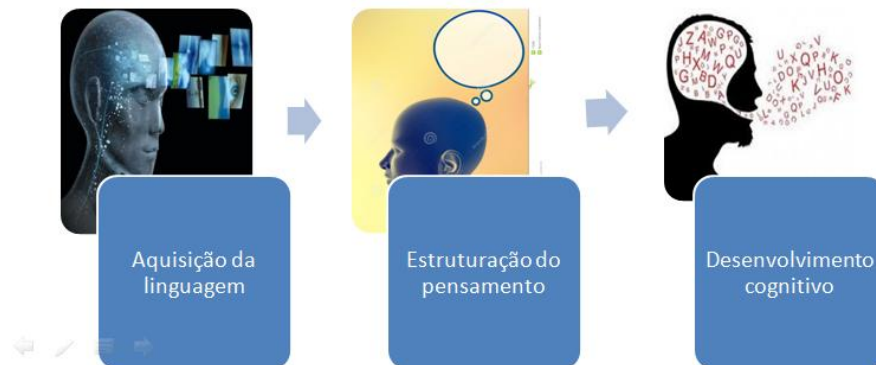 Aquisição da
linguagem
Estruturação do
pensamento
Desenvolvimento
cognitivo